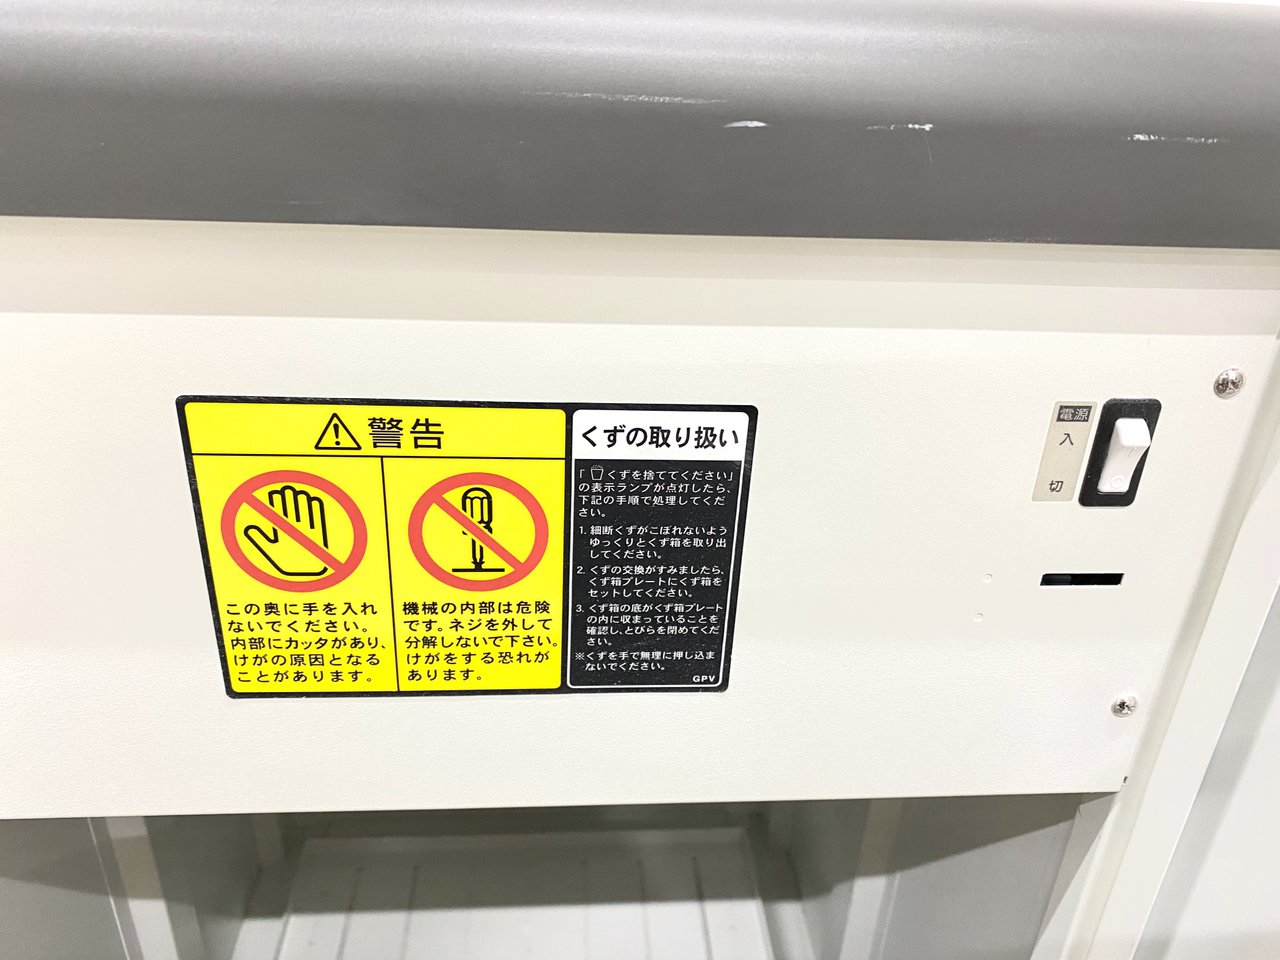 警告
この奥に手を入れ
ないでください。
内部にカッタがあり、
けがの原因となる
ことがあります。
機械の内部は危険
です。ネジを外して
分解しないで下さい。
けがをする恐れが
あります。
くずの取り扱い
「くずを捨ててください」
の表示ランプが点灯したら、
下記の手順で処理してくだ
さい。
1. 細断くずがこぼれないよう
ゆっくりとくず箱を取り出
してください。
2. くずの交換がすみましたら、
くず箱プレートにくず箱を
セットしてください。
3. くず箱の底がくず箱プレート
の内に収まっていることを
確認し、とびらを閉めてくだ
さい。
※くずを手で無理に押し込ま
ないでください。
GPV
電源
入
切